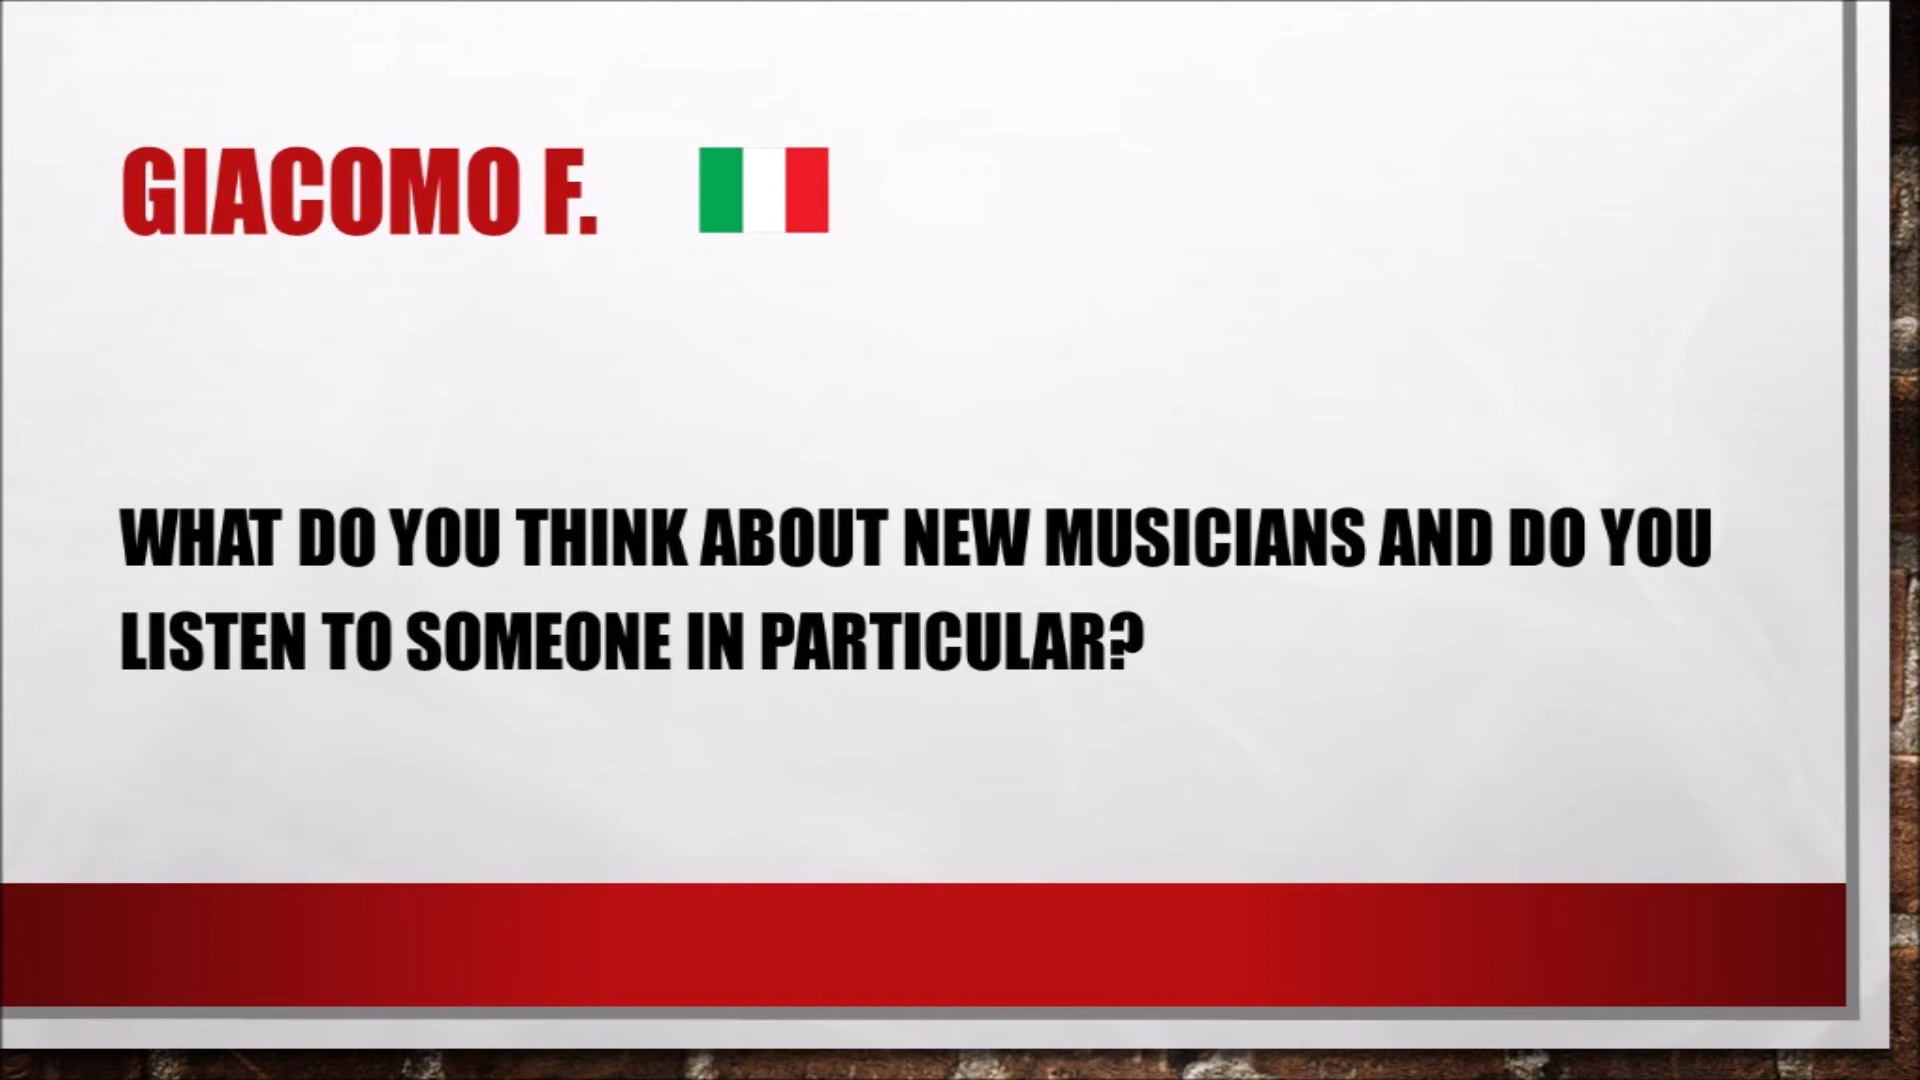 GIACOMO F.
WHAT DO YOU THINK ABOUT NEW MUSICIANS AND DO YOU
LISTEN TO SOMEONE IN PARTICULAR?